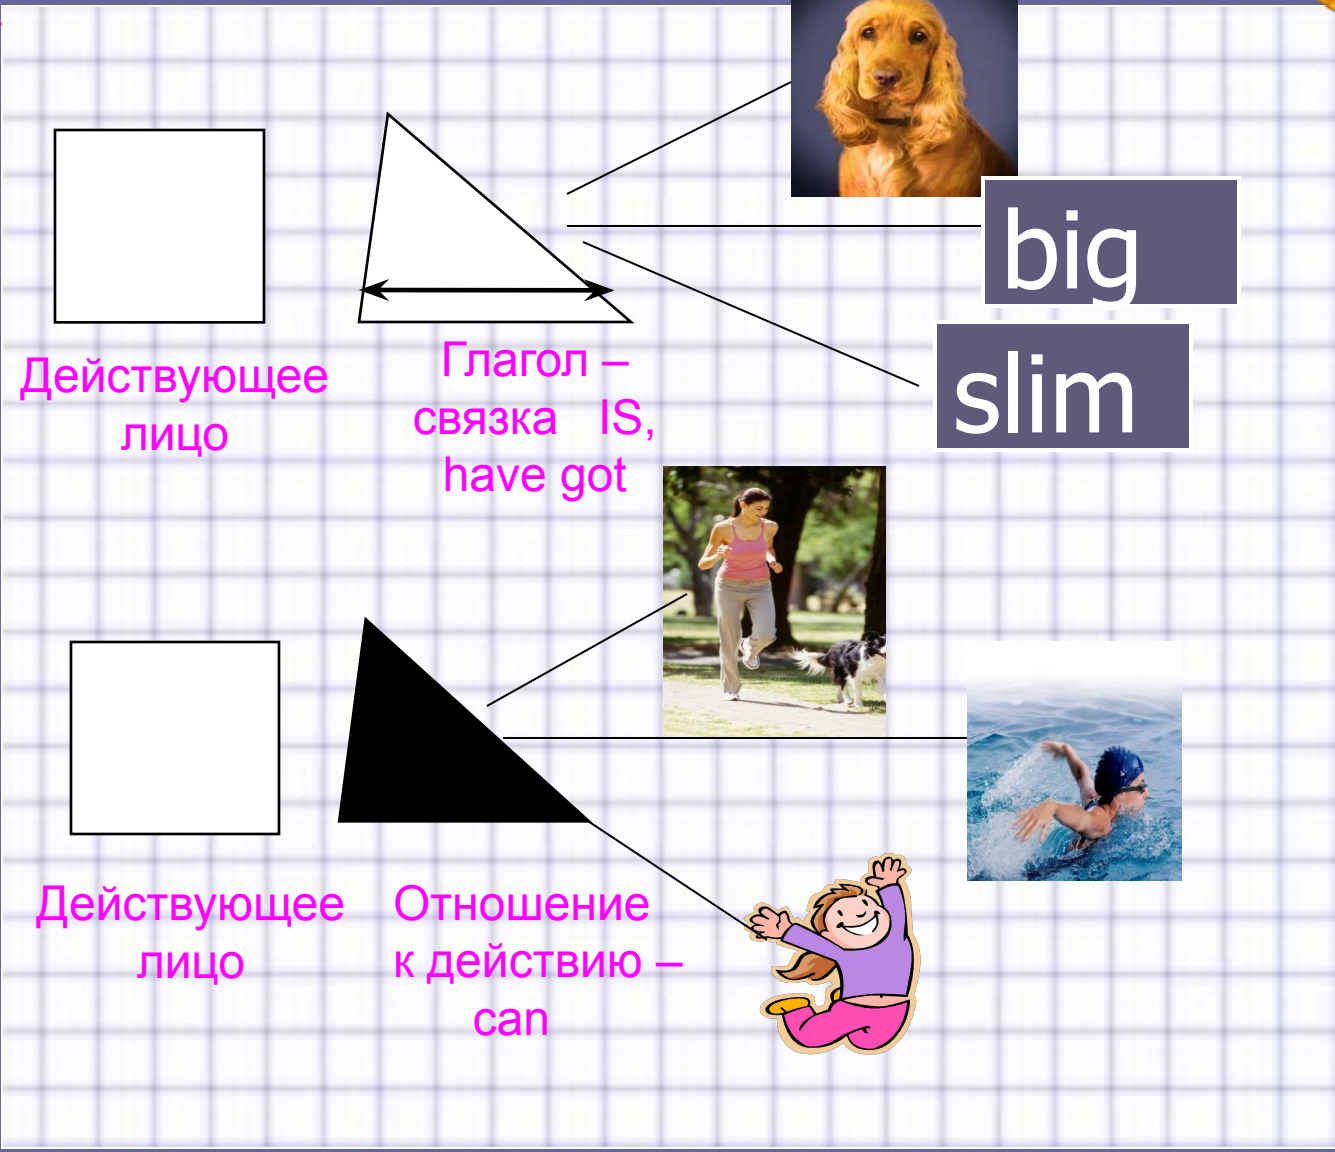 big
slim
Действующее
лицо
Глагол –
связка IS,
have got
Действующее
лицо
Отношение
к действию –
can